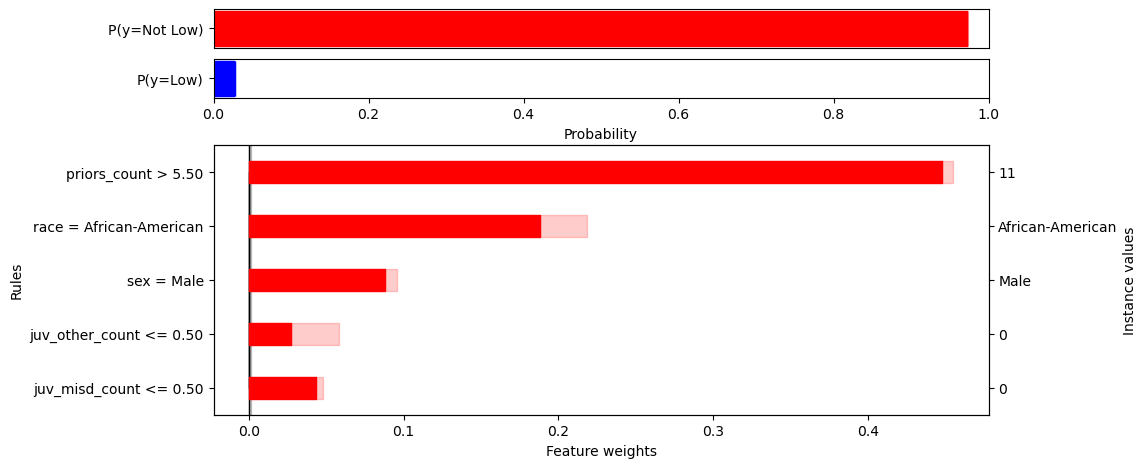 P(y=Not Low)
P(y=Low)
0.0 0.2 0.4 0.6 0.8 1.0
Probability
priors_count > 5.50 11
race = African-American African-American
sex = Male Male
juv_other_count <= 0.50 0
juv_misd_count <= 0.50 0
Rules
Instance values
0.0 0.1 0.2 0.3 0.4
Feature weights